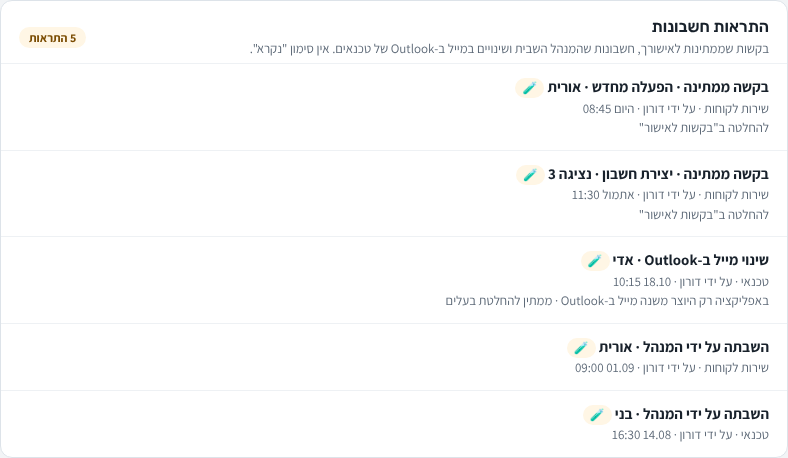 התראות חשבונות
5 התראות
בקשות שממתינות לאישורך, חשבונות שהמנהל השבית ושינויים במייל ב-Outlook של טכנאים. אין סימון "נקרא".
בקשה ממתינה · הפעלה מחדש · אורית
שירות לקוחות · על ידי דורון · היום 08:45
להחלטה ב"בקשות לאישור"
בקשה ממתינה · יצירת חשבון · נציגה 3
שירות לקוחות · על ידי דורון · אתמול 11:30
להחלטה ב"בקשות לאישור"
שינוי מייל ב-Outlook · אדי
טכנאי · על ידי דורון · 18.10 10:15
באפליקציה רק היוצר משנה מייל ב-Outlook · ממתין להחלטת בעלים
השבתה על ידי המנהל · אורית
שירות לקוחות · על ידי דורון · 01.09 09:00
השבתה על ידי המנהל · בני
טכנאי · על ידי דורון · 14.08 16:30